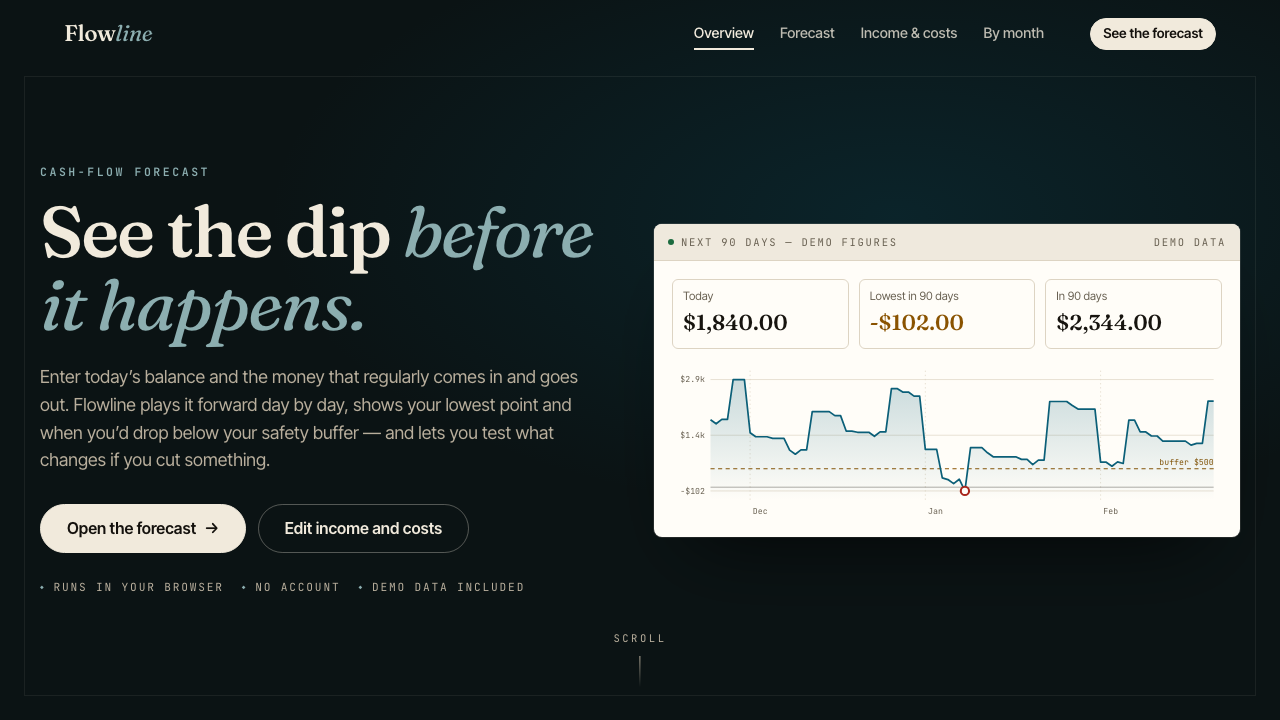 Flowline
Overview
Forecast
Income & costs
By month
See the forecast
CASH-FLOW FORECAST
See the dip before
it happens.
Enter today’s balance and the money that regularly comes in and goes
out. Flowline plays it forward day by day, shows your lowest point and
when you’d drop below your safety buffer — and lets you test what
changes if you cut something.
Open the forecast →
Edit income and costs
• RUNS IN YOUR BROWSER • NO ACCOUNT • DEMO DATA INCLUDED
NEXT 90 DAYS — DEMO FIGURES
DEMO DATA
Today
$1,840.00
Lowest in 90 days
-$102.00
In 90 days
$2,344.00
$2.9k
$1.4k
buffer $500
-$102
Dec
Jan
Feb
SCROLL